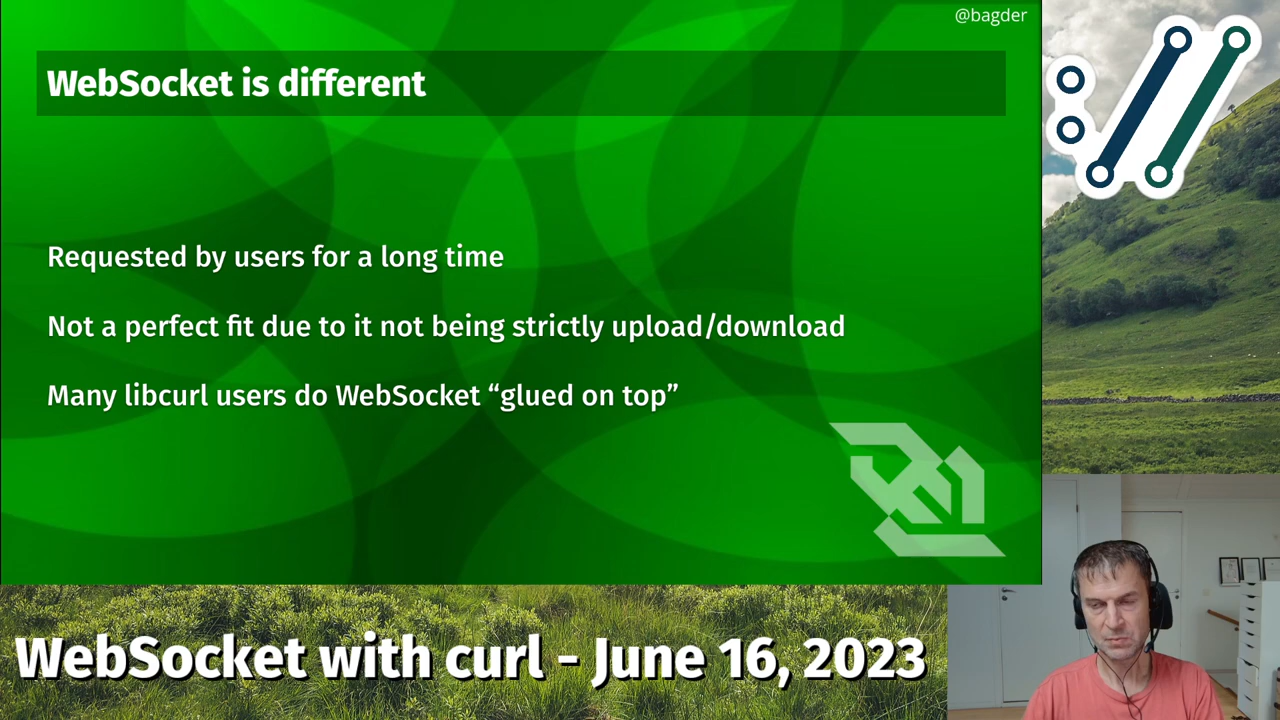 @bagder
WebSocket is different
Requested by users for a long time
Not a perfect fit due to it not being strictly upload/download
Many libcurl users do WebSocket “glued on top”
WebSocket with curl - June 16, 2023